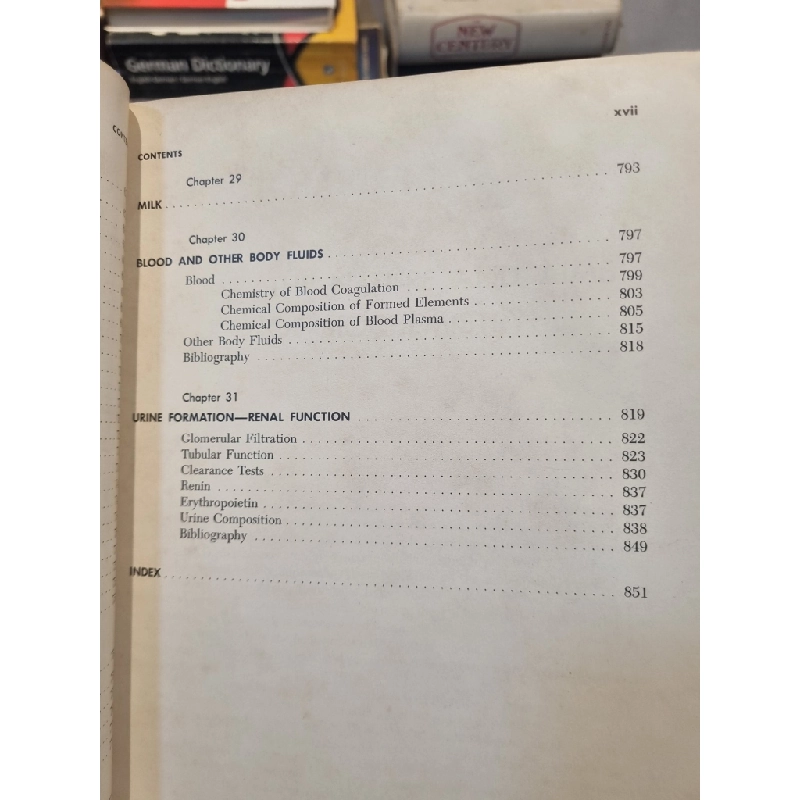 NEW
CENTURY
German Dictionary
xvii
CONTENTS
Chapter 29
MILK . . . . . . . . . . 793
Chapter 30
BLOOD AND OTHER BODY FLUIDS . . . . . . . . . . 797
Blood . . . . . . . . . . 797
Chemistry of Blood Coagulation . . . . . . . . . . 799
Chemical Composition of Formed Elements . . . . . . . . . . 803
Chemical Composition of Blood Plasma . . . . . . . . . . 805
Other Body Fluids . . . . . . . . . . 815
Bibliography . . . . . . . . . . 818
Chapter 31
URINE FORMATION—RENAL FUNCTION . . . . . . . . . . 819
Glomerular Filtration . . . . . . . . . . 822
Tubular Function . . . . . . . . . . 823
Clearance Tests . . . . . . . . . . 830
Renin . . . . . . . . . . 837
Erythropoietin . . . . . . . . . . 837
Urine Composition . . . . . . . . . . 838
Bibliography . . . . . . . . . . 849
INDEX . . . . . . . . . . 851